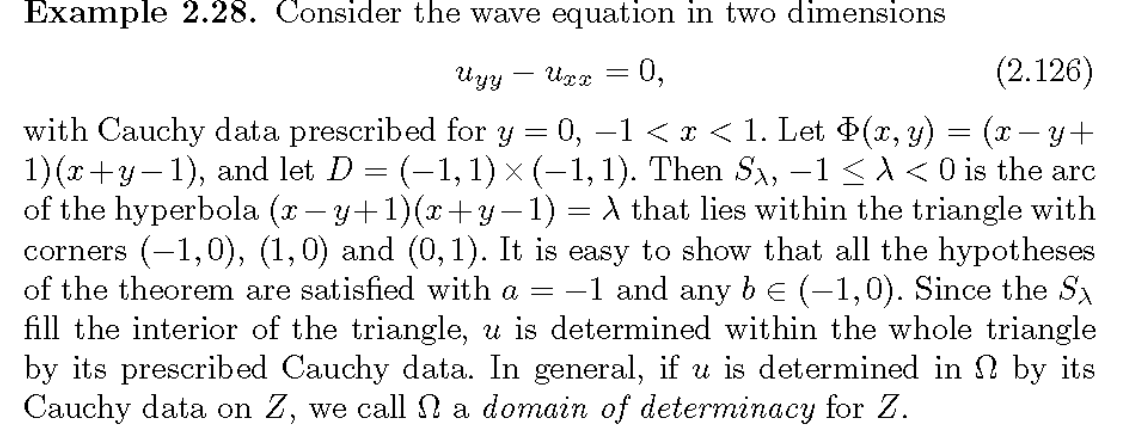 Example 2.28. Consider the wave equation in two dimensions
u_{yy} − u_{xx} = 0, (2.126)
with Cauchy data prescribed for y = 0, −1 < x < 1. Let Φ(x, y) = (x − y +
1)(x + y − 1), and let D = (−1, 1) × (−1, 1). Then S_λ, −1 ≤ λ < 0 is the arc
of the hyperbola (x − y + 1)(x + y − 1) = λ that lies within the triangle with
corners (−1, 0), (1, 0) and (0, 1). It is easy to show that all the hypotheses
of the theorem are satisfied with a = −1 and any b ∈ (−1, 0). Since the S_λ
fill the interior of the triangle, u is determined within the whole triangle
by its prescribed Cauchy data. In general, if u is determined in Ω by its
Cauchy data on Z, we call Ω a domain of determinacy for Z.